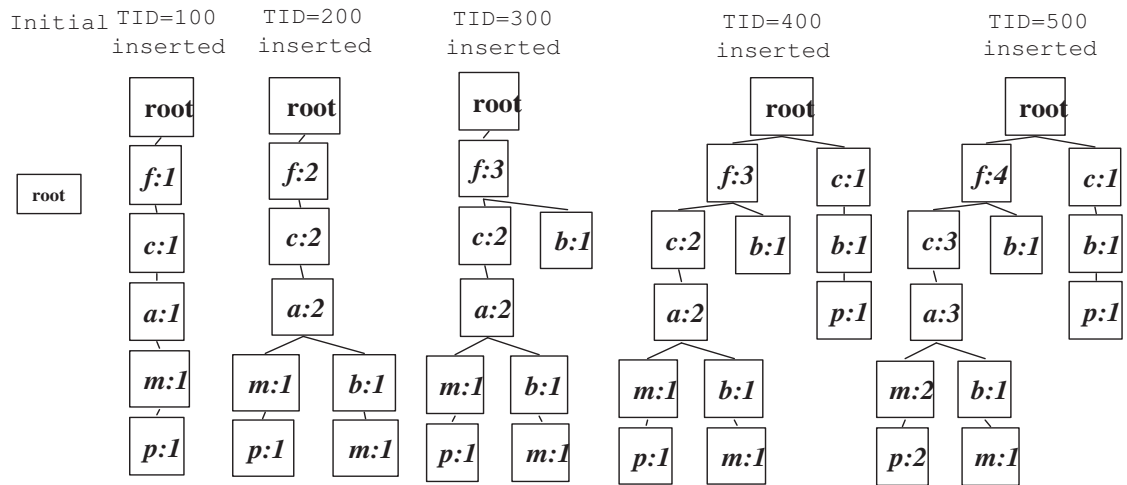 Initial
TID=100
inserted
TID=200
inserted
TID=300
inserted
TID=400
inserted
TID=500
inserted
root
root
f:1
c:1
a:1
m:1
p:1
root
f:2
c:2
a:2
m:1 b:1
p:1 m:1
root
f:3
c:2 b:1
a:2
m:1 b:1
p:1 m:1
root
f:3 c:1
c:2 b:1 b:1
a:2 p:1
m:1 b:1
p:1 m:1
root
f:4 c:1
c:3 b:1 b:1
a:3 p:1
m:2 b:1
p:2 m:1